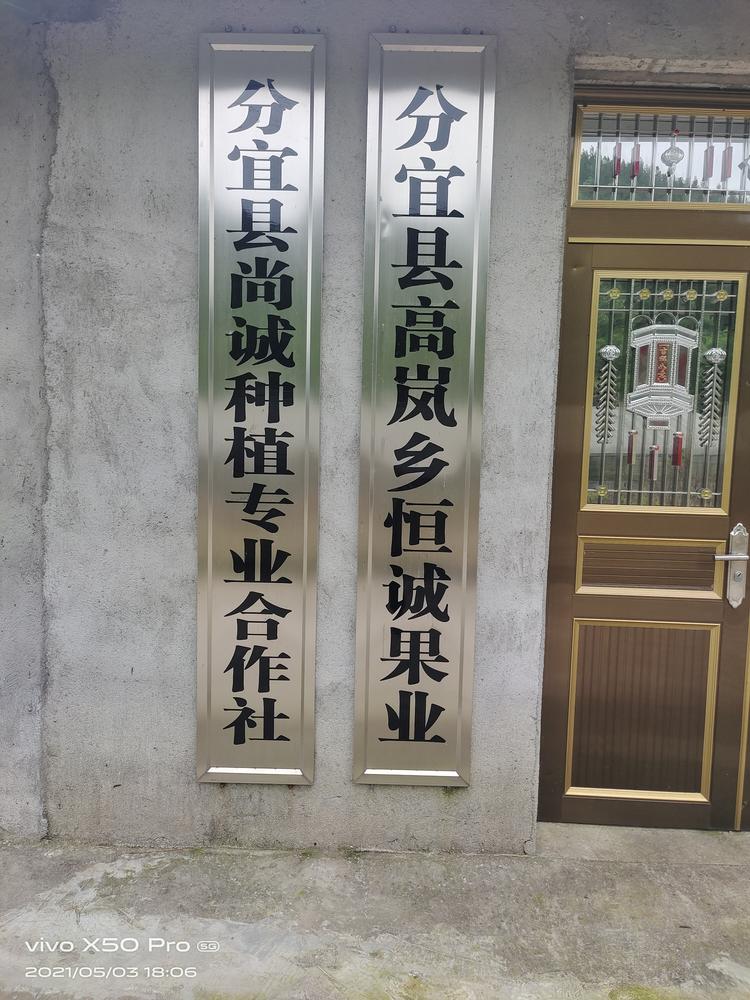 分宜县尚诚种植专业合作社
分宜县高岚乡恒诚果业
vivo X50 Pro 5G
2021/05/03 18:06